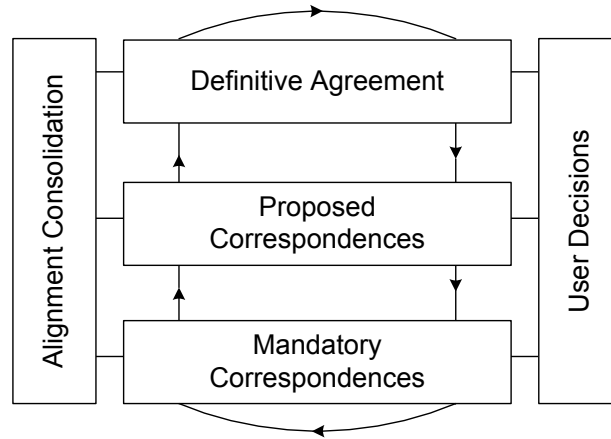 Alignment Consolidation
Definitive Agreement
Proposed
Correspondences
Mandatory
Correspondences
User Decisions